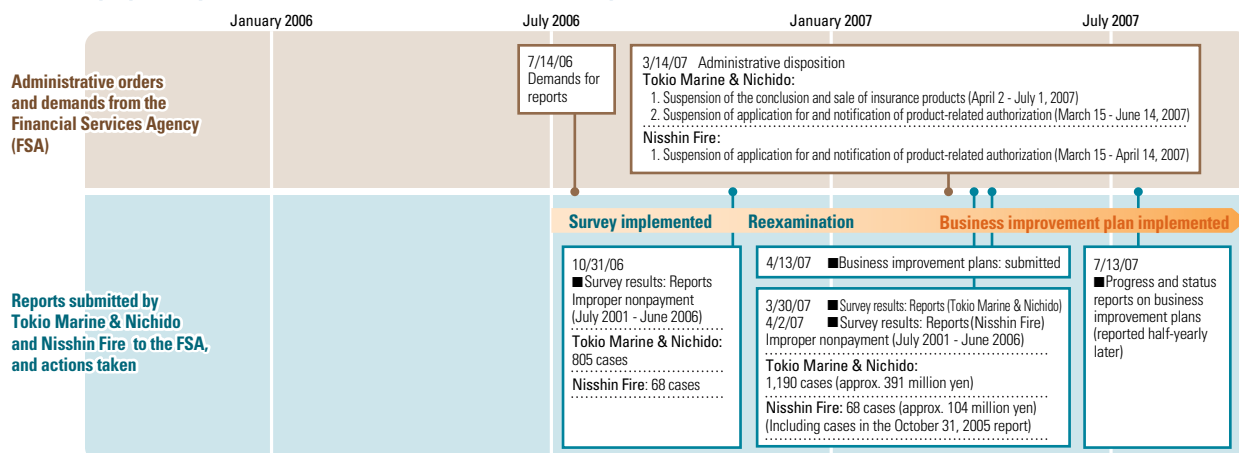 January 2006
July 2006
January 2007
July 2007
Administrative orders
and demands from the
Financial Services Agency
(FSA)
7/14/06
Demands for
reports
3/14/07 Administrative disposition
Tokio Marine & Nichido:
1. Suspension of the conclusion and sale of insurance products (April 2 - July 1, 2007)
2. Suspension of application for and notification of product-related authorization (March 15 - June 14, 2007)
Nisshin Fire:
1. Suspension of application for and notification of product-related authorization (March 15 - April 14, 2007)
Survey implemented
Reexamination
Business improvement plan implemented
Reports submitted by
Tokio Marine & Nichido
and Nisshin Fire to the FSA,
and actions taken
10/31/06
■Survey results: Reports
Improper nonpayment
(July 2001 - June 2006)
Tokio Marine & Nichido:
805 cases
Nisshin Fire: 68 cases
4/13/07 ■Business improvement plans: submitted
3/30/07 ■Survey results: Reports (Tokio Marine & Nichido)
4/2/07 ■Survey results: Reports (Nisshin Fire)
Improper nonpayment (July 2001 - June 2006)
Tokio Marine & Nichido:
1,190 cases (approx. 391 million yen)
Nisshin Fire: 68 cases (approx. 104 million yen)
(Including cases in the October 31, 2005 report)
7/13/07
■Progress and status
reports on business
improvement plans
(reported half-yearly
later)